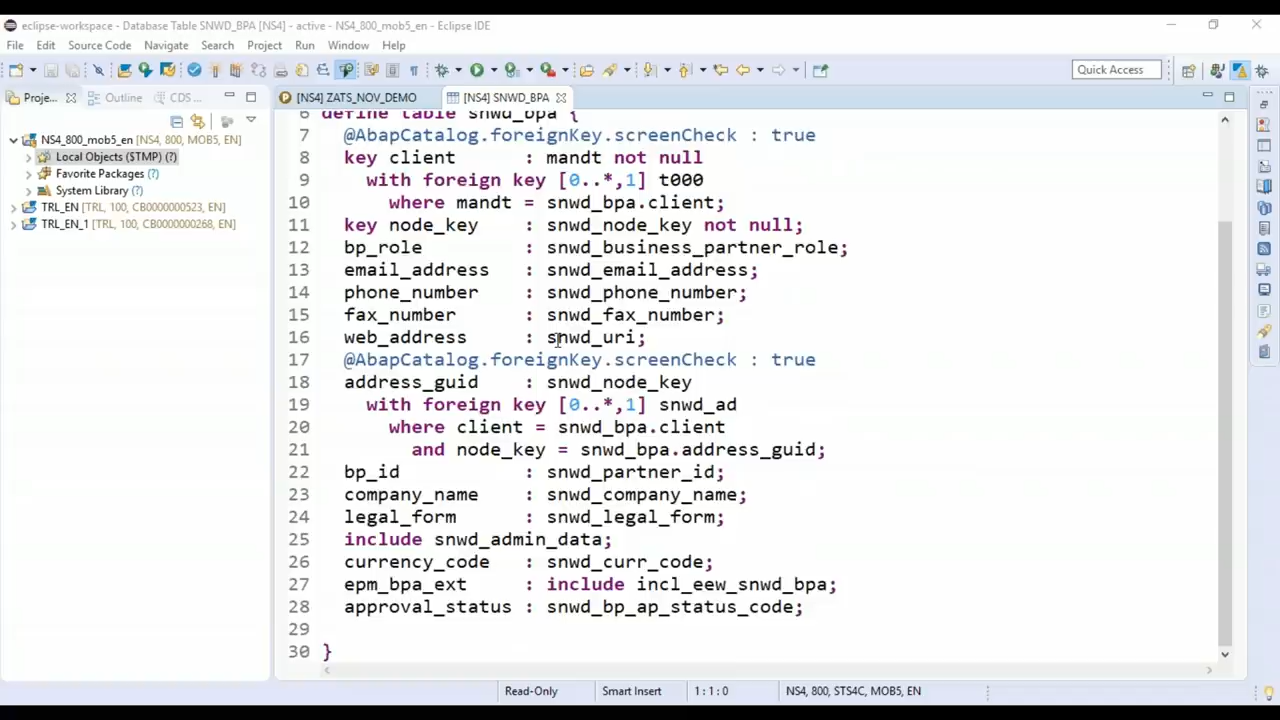 eclipse-workspace - Database Table SNWD_BPA [NS4] - active - NS4_800_mob5_en - Eclipse IDE
File Edit Source Code Navigate Search Project Run Window Help
Quick Access
Proje... Outline CDS ... [NS4] ZATS_NOV_DEMO [NS4] SNWD_BPA
NS4_800_mob5_en [NS4, 800, MOB5, EN]
Local Objects ($TMP) (?)
Favorite Packages (?)
System Library (?)
TRL_EN [TRL, 100, CB0000000523, EN]
TRL_EN_1 [TRL, 100, CB0000000268, EN]
6 define table snwd_bpa {
7 @AbapCatalog.foreignKey.screenCheck : true
8 key client : mandt not null
9 with foreign key [0..*,1] t000
10 where mandt = snwd_bpa.client;
11 key node_key : snwd_node_key not null;
12 bp_role : snwd_business_partner_role;
13 email_address : snwd_email_address;
14 phone_number : snwd_phone_number;
15 fax_number : snwd_fax_number;
16 web_address : snwd_uri;
17 @AbapCatalog.foreignKey.screenCheck : true
18 address_guid : snwd_node_key
19 with foreign key [0..*,1] snwd_ad
20 where client = snwd_bpa.client
21 and node_key = snwd_bpa.address_guid;
22 bp_id : snwd_partner_id;
23 company_name : snwd_company_name;
24 legal_form : snwd_legal_form;
25 include snwd_admin_data;
26 currency_code : snwd_curr_code;
27 epm_bpa_ext : include incl_eew_snwd_bpa;
28 approval_status : snwd_bp_ap_status_code;
29
30 }
Read-Only Smart Insert 1:1:0 NS4, 800, STS4C, MOB5, EN